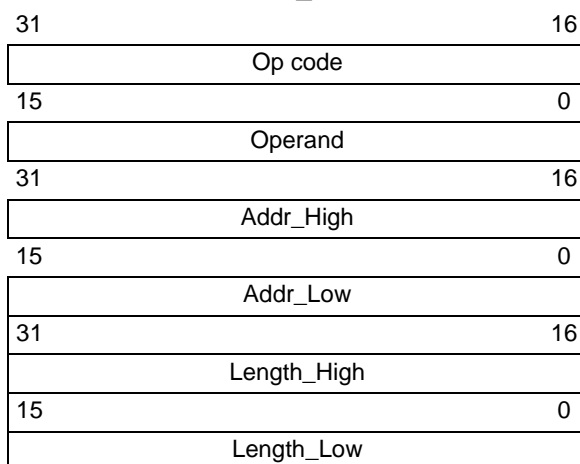 31 16
Op code
15 0
Operand
31 16
Addr_High
15 0
Addr_Low
31 16
Length_High
15 0
Length_Low